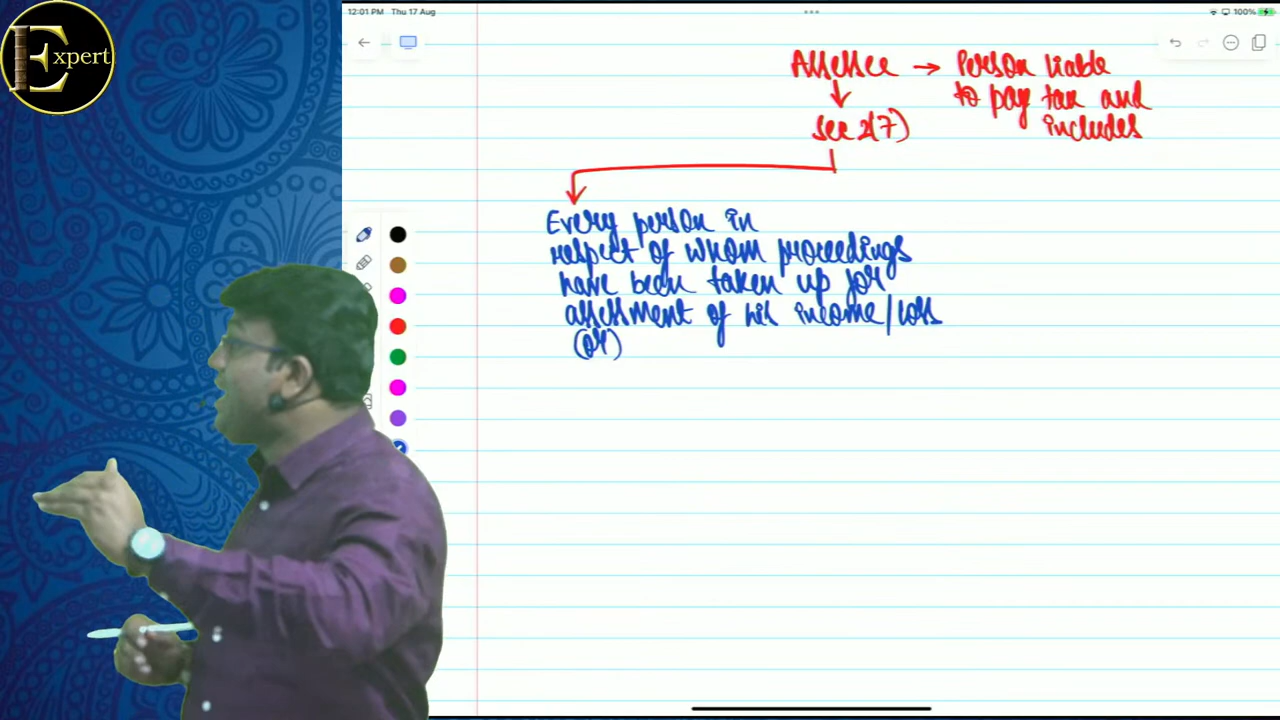 Expert
12:01 PM Thu 17 Aug
100%
Assessee → Person liable
to pay tax and
includes
Sec 2(7)
Every person in
respect of whom proceedings
have been taken up for
assessment of his income/loss
(or)